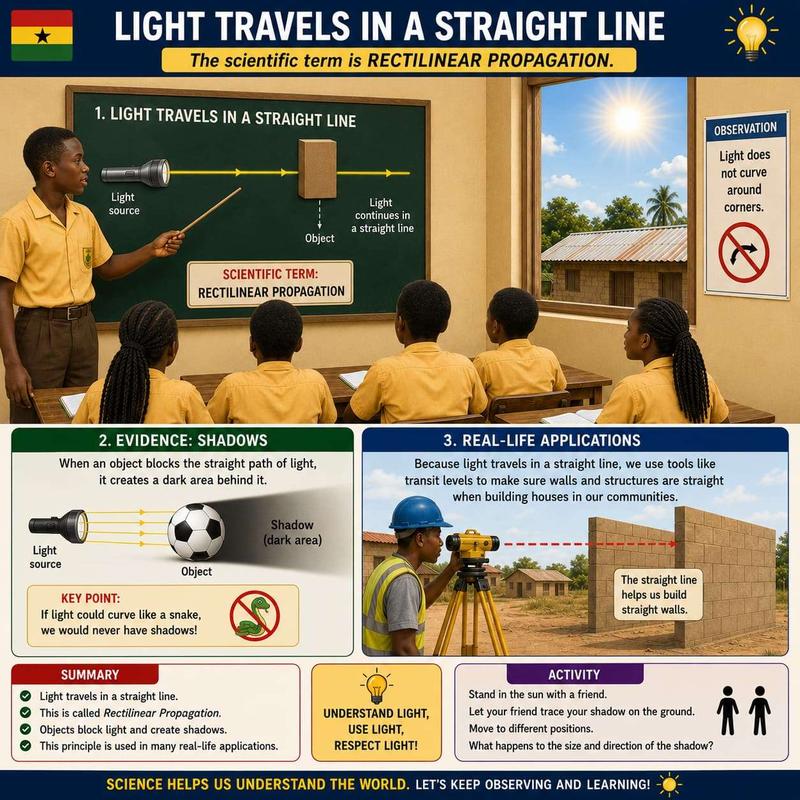 LIGHT TRAVELS IN A STRAIGHT LINE
The scientific term is RECTILINEAR PROPAGATION.
1. LIGHT TRAVELS IN A STRAIGHT LINE
Light
source
Object
Light
continues in
a straight line
SCIENTIFIC TERM:
RECTILINEAR PROPAGATION
OBSERVATION
Light does
not curve
around
corners.
2. EVIDENCE: SHADOWS
When an object blocks the straight path of light,
it creates a dark area behind it.
Light
source
Object
Shadow
(dark area)
KEY POINT:
If light could curve like a snake,
we would never have shadows!
3. REAL-LIFE APPLICATIONS
Because light travels in a straight line, we use tools like
transit levels to make sure walls and structures are straight
when building houses in our communities.
The straight line
helps us build
straight walls.
SUMMARY
Light travels in a straight line.
This is called Rectilinear Propagation.
Objects block light and create shadows.
This principle is used in many real-life applications.
UNDERSTAND LIGHT,
USE LIGHT,
RESPECT LIGHT!
ACTIVITY
Stand in the sun with a friend.
Let your friend trace your shadow on the ground.
Move to different positions.
What happens to the size and direction of the shadow?
SCIENCE HELPS US UNDERSTAND THE WORLD. LET'S KEEP OBSERVING AND LEARNING!